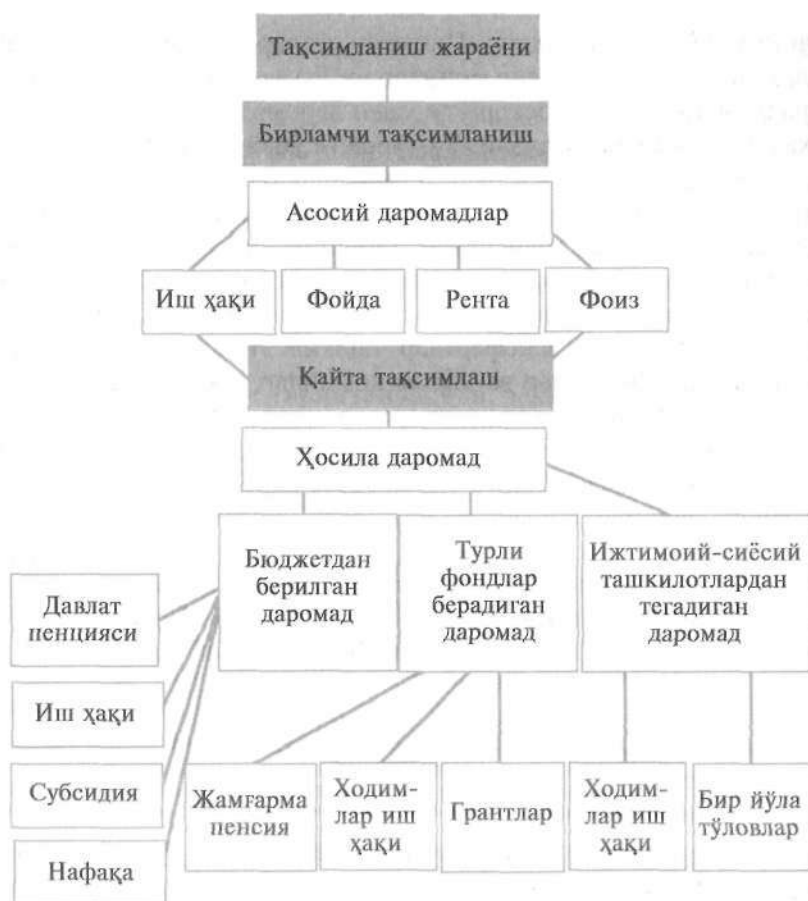 Тақсимланиш жараёни
Бирламчи тақсимланиш
Асосий даромадлар
Иш ҳақи
Фойда
Рента
Фоиз
Қайта тақсимлаш
Ҳосила даромад
Бюджетдан
берилган
даромад
Турли
фондлар
берадиган
даромад
Ижтимоий-сиёсий
ташкилотлардан
тегадиган
даромад
Давлат
пенцияси
Иш ҳақи
Субсидия
Нафақа
Жамғарма
пенсия
Ходим-
лар иш
ҳақи
Грантлар
Ходим-
лар иш
ҳақи
Бир йўла
тўловлар